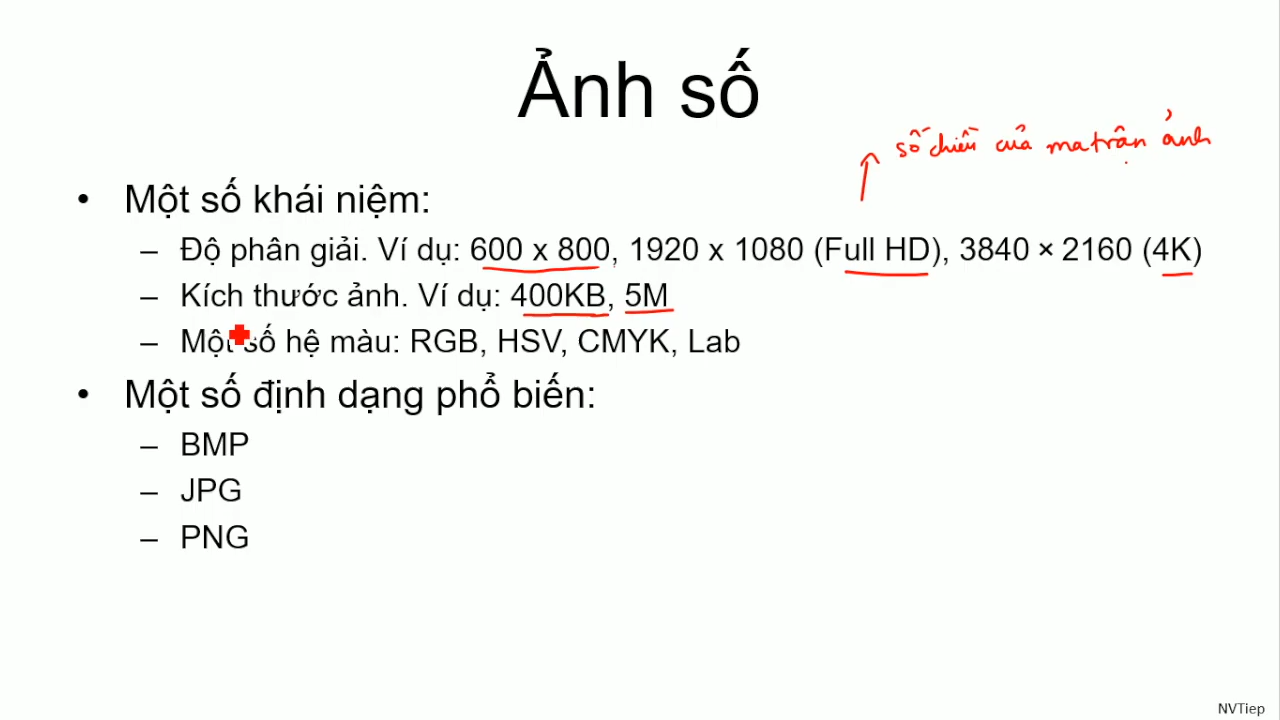 Ảnh số
số chiều của ma trận ảnh
• Một số khái niệm:
– Độ phân giải. Ví dụ: 600 x 800, 1920 x 1080 (Full HD), 3840 × 2160 (4K)
– Kích thước ảnh. Ví dụ: 400KB, 5M
– Một số hệ màu: RGB, HSV, CMYK, Lab
• Một số định dạng phổ biến:
– BMP
– JPG
– PNG
NVTiep